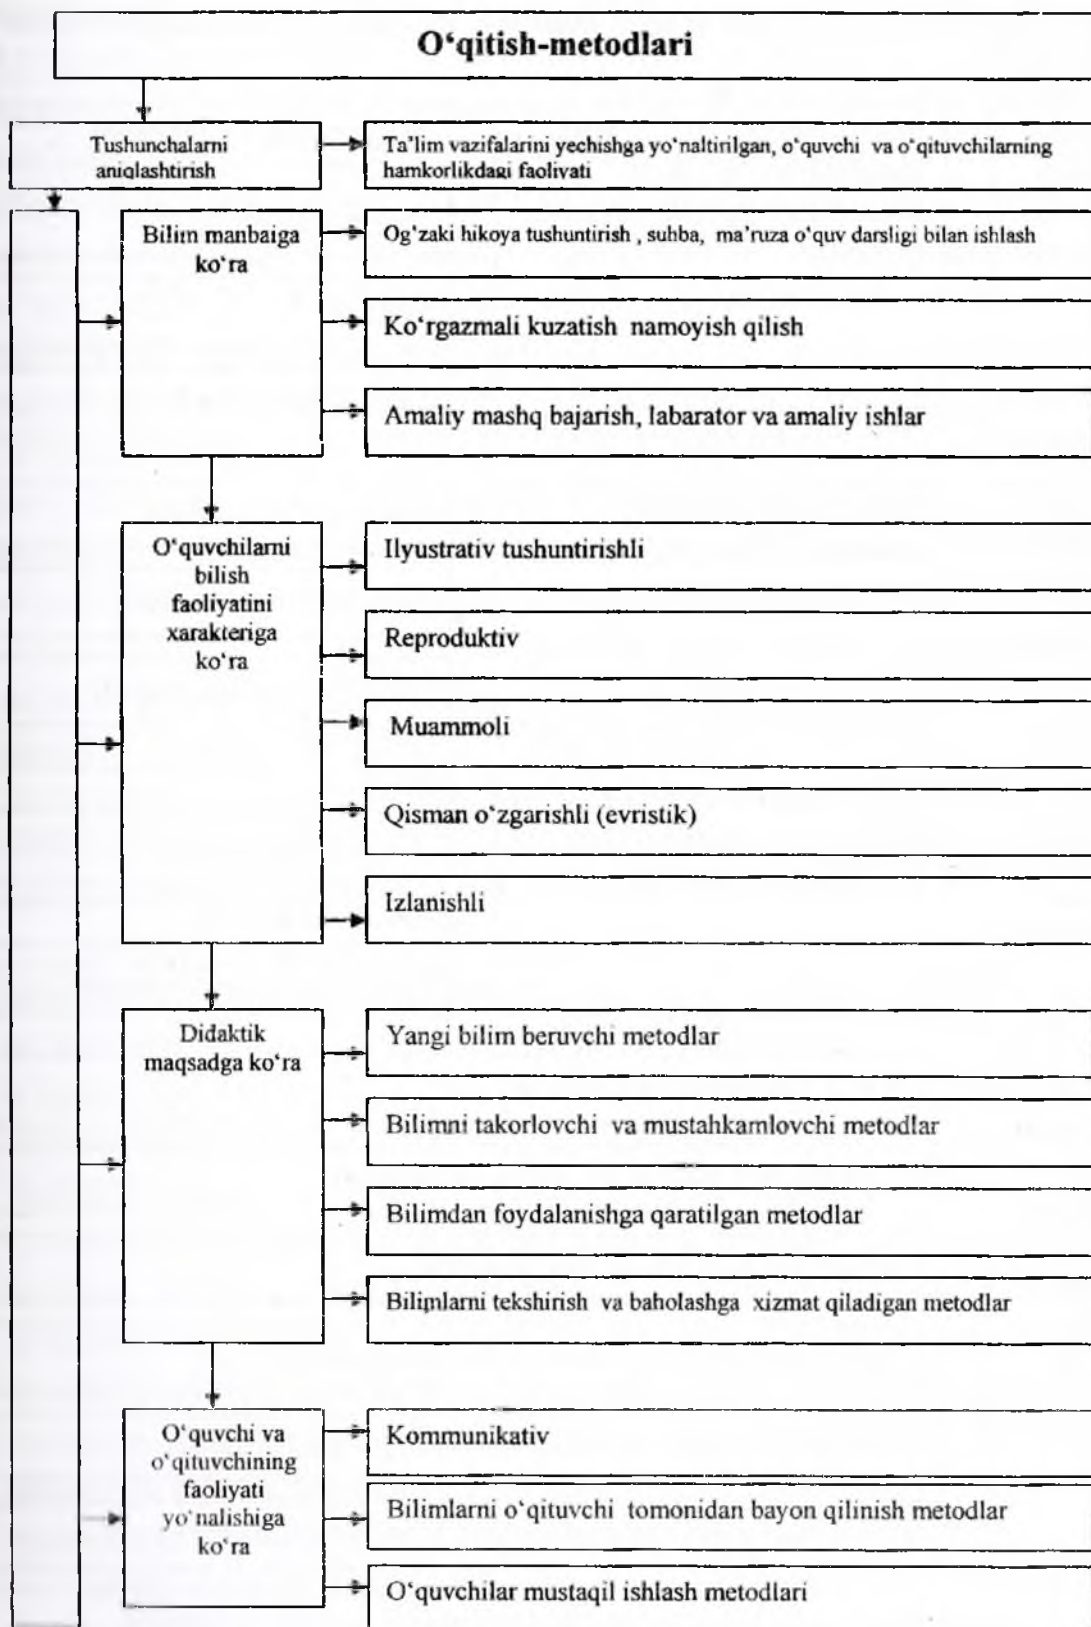 O‘qitish-metodlari
Tushunchalarni
aniqlashtirish
Ta’lim vazifalarini yechishga yo‘naltirilgan, o‘quvchi va o‘qituvchilarning
hamkorlikdagi faoliyati
Bilim manbaiga
ko‘ra
Og’zaki hikoya tushuntirish , suhba, ma’ruza o‘quv darsligi bilan ishlash
Ko‘rgazmali kuzatish namoyish qilish
Amaliy mashq bajarish, labarator va amaliy ishlar
O‘quvchilarni
bilish
faoliyatini
xarakteriga
ko‘ra
Ilyustrativ tushuntirishli
Reproduktiv
Muammoli
Qisman o‘zgarishli (evristik)
Izlanishli
Didaktik
maqsadga ko‘ra
Yangi bilim beruvchi metodlar
Bilimni takorlovchi va mustahkamlovchi metodlar
Bilimdan foydalanishga qaratilgan metodlar
Bilimlarni tekshirish va baholashga xizmat qiladigan metodlar
O‘quvchi va
o‘qituvchining
faoliyati
yo‘nalishiga
ko‘ra
Kommunikativ
Bilimlarni o‘qituvchi tomonidan bayon qilinish metodlar
O‘quvchilar mustaqil ishlash metodlari